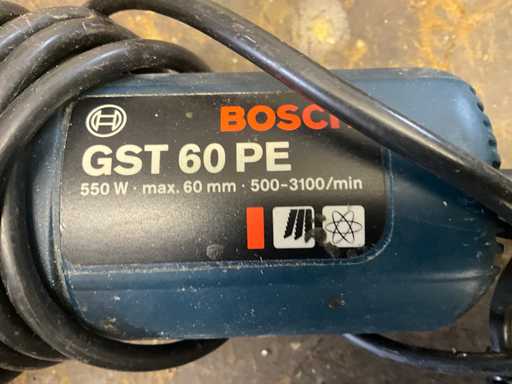 BOSCH
GST 60 PE
550 W · max. 60 mm · 500-3100/min